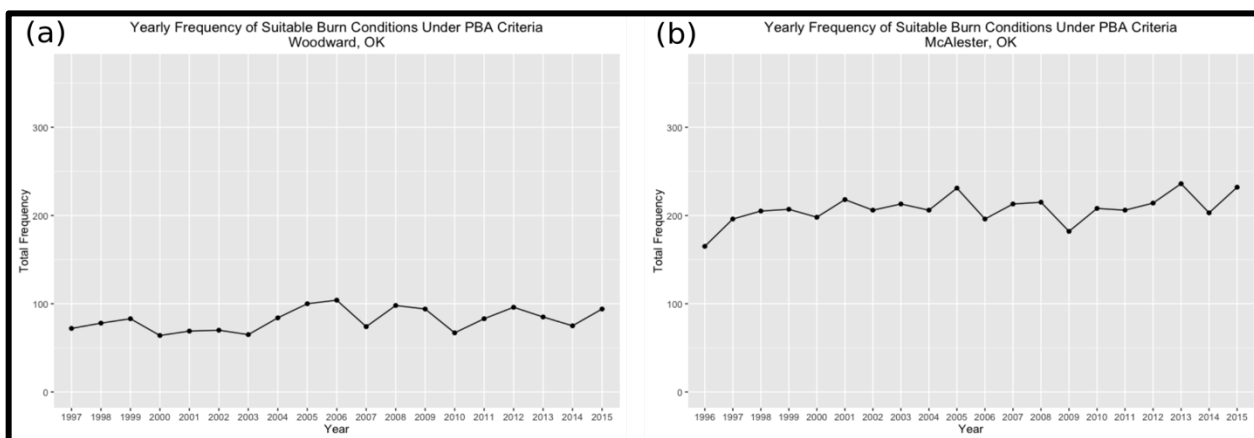 (a)
Yearly Frequency of Suitable Burn Conditions Under PBA Criteria
Woodward, OK
Total Frequency
300
200
100
0
1997 1998 1999 2000 2001 2002 2003 2004 2005 2006 2007 2008 2009 2010 2011 2012 2013 2014 2015
Year
(b)
Yearly Frequency of Suitable Burn Conditions Under PBA Criteria
McAlester, OK
Total Frequency
300
200
100
0
1996 1997 1998 1999 2000 2001 2002 2003 2004 2005 2006 2007 2008 2009 2010 2011 2012 2013 2014 2015
Year